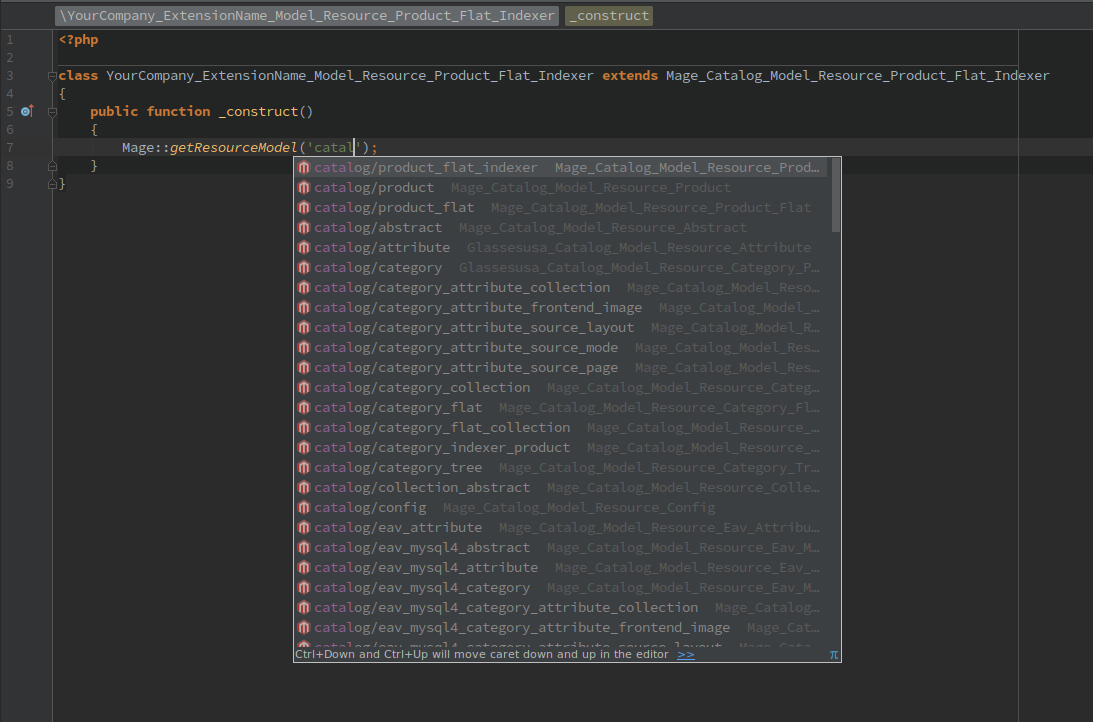 \YourCompany_ExtensionName_Model_Resource_Product_Flat_Indexer _construct
1 <?php
2
3 class YourCompany_ExtensionName_Model_Resource_Product_Flat_Indexer extends Mage_Catalog_Model_Resource_Product_Flat_Indexer
4 {
5 public function _construct()
6 {
7 Mage::getResourceModel('catal');
8 }
9 }
catalog/product_flat_indexer Mage_Catalog_Model_Resource_Prod…
catalog/product Mage_Catalog_Model_Resource_Product
catalog/product_flat Mage_Catalog_Model_Resource_Product_Flat
catalog/abstract Mage_Catalog_Model_Resource_Abstract
catalog/attribute Glassesusa_Catalog_Model_Resource_Attribute
catalog/category Glassesusa_Catalog_Model_Resource_Category_P…
catalog/category_attribute_collection Mage_Catalog_Model_Reso…
catalog/category_attribute_frontend_image Mage_Catalog_Model_…
catalog/category_attribute_source_layout Mage_Catalog_Model_R…
catalog/category_attribute_source_mode Mage_Catalog_Model_Res…
catalog/category_attribute_source_page Mage_Catalog_Model_Res…
catalog/category_collection Mage_Catalog_Model_Resource_Categ…
catalog/category_flat Mage_Catalog_Model_Resource_Category_Fl…
catalog/category_flat_collection Mage_Catalog_Model_Resource_…
catalog/category_indexer_product Mage_Catalog_Model_Resource_…
catalog/category_tree Mage_Catalog_Model_Resource_Category_Tr…
catalog/collection_abstract Mage_Catalog_Model_Resource_Colle…
catalog/config Mage_Catalog_Model_Resource_Config
catalog/eav_attribute Mage_Catalog_Model_Resource_Eav_Attribu…
catalog/eav_mysql4_abstract Mage_Catalog_Model_Resource_Eav_M…
catalog/eav_mysql4_attribute Mage_Catalog_Model_Resource_Eav_…
catalog/eav_mysql4_category Mage_Catalog_Model_Resource_Eav_M…
catalog/eav_mysql4_category_attribute_collection Mage_Catalog…
catalog/eav_mysql4_category_attribute_frontend_image Mage_Cat…
catalog/eav_mysql4_category_attribute_source_layout Mage_Cata…
Ctrl+Down and Ctrl+Up will move caret down and up in the editor >> π